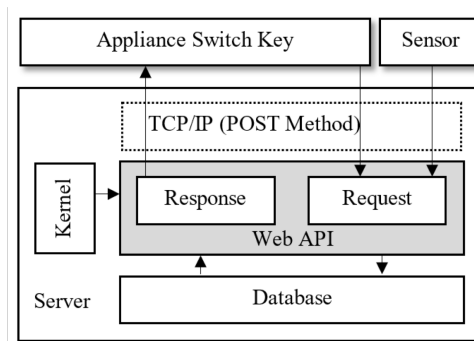 Appliance Switch Key
Sensor
TCP/IP (POST Method)
Kernel
Response
Request
Web API
Server
Database